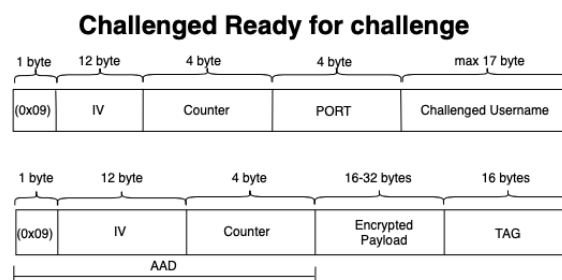 Challenged Ready for challenge
1 byte 12 byte 4 byte 4 byte max 17 byte
(0x09) IV Counter PORT Challenged Username
1 byte 12 byte 4 byte 16-32 bytes 16 bytes
(0x09) IV Counter Encrypted Payload TAG
AAD